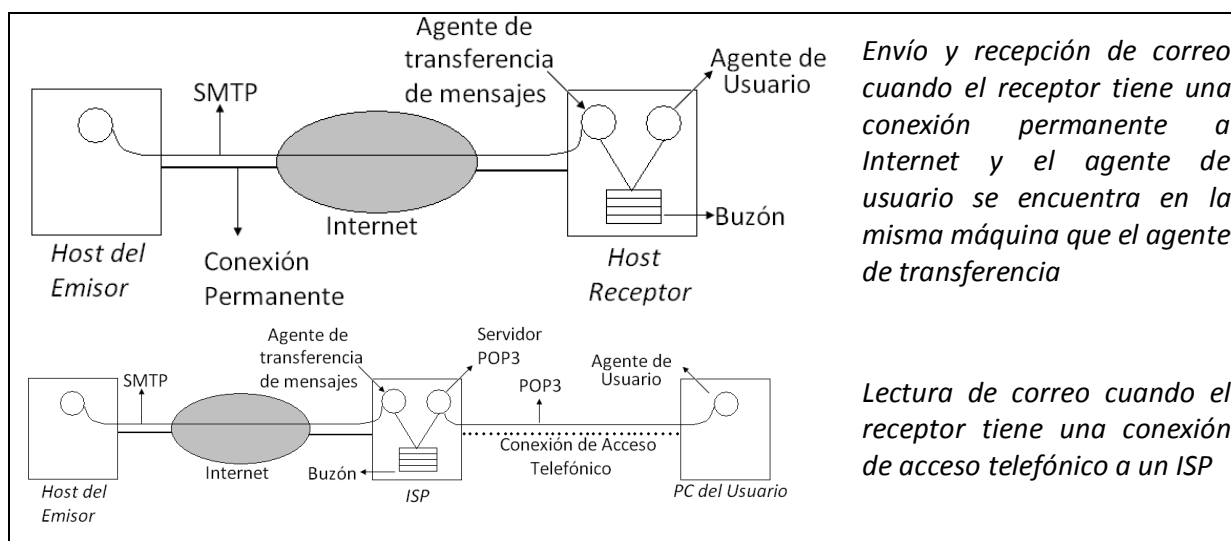 Agente de
transferencia
de mensajes
Agente de
Usuario
SMTP
Internet
Buzón
Host del
Emisor
Conexión
Permanente
Host
Receptor
Envío y recepción de correo
cuando el receptor tiene una
conexión permanente a
Internet y el agente de
usuario se encuentra en la
misma máquina que el agente
de transferencia
Agente de
transferencia
de mensajes
Servidor
POP3
SMTP
POP3
Agente de
Usuario
Internet
Buzón
Conexión de Acceso
Telefónico
Host del
Emisor
ISP
PC del Usuario
Lectura de correo cuando el
receptor tiene una conexión
de acceso telefónico a un ISP